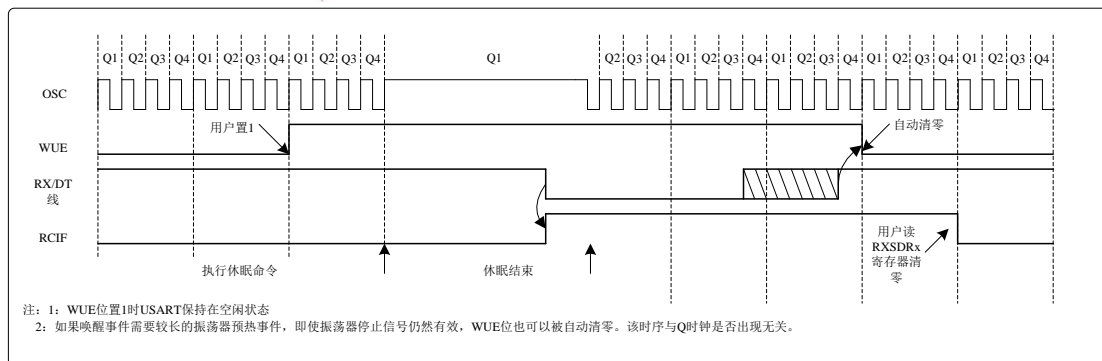 Q1 Q2 Q3 Q4 Q1 Q2 Q3 Q4 Q1 Q2 Q3 Q4 Q1 Q2 Q3 Q4 Q1 Q2 Q3 Q4 Q1 Q2 Q3 Q4 Q1 Q2 Q3 Q4 Q1 Q2 Q3 Q4
OSC
用户置1
自动清零
WUE
RX/DT
线
RCIF
用户读
RXSDRx
寄存器清
零
执行休眠命令
休眠结束
注：1：WUE位置1时USART保持在空闲状态
2：如果唤醒事件需要较长的振荡器预热事件，即使振荡器停止信号仍然有效，WUE位也可以被自动清零。该时序与Q时钟是否出现无关。